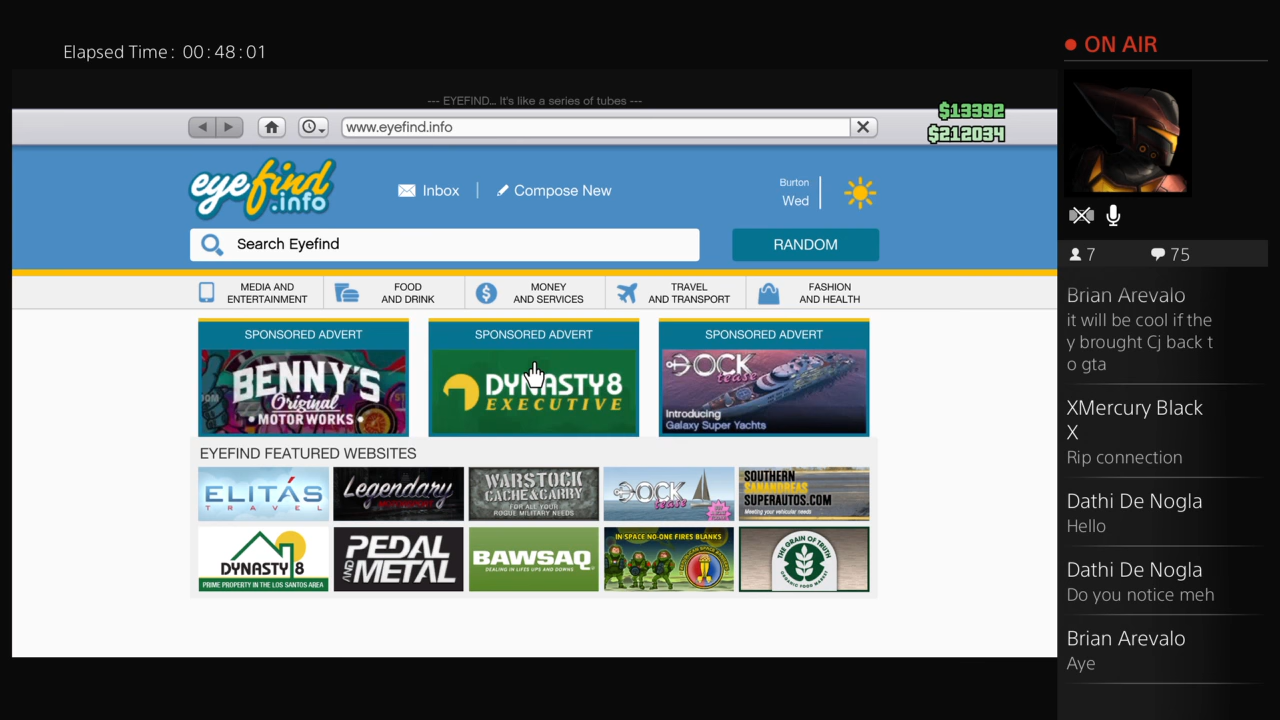 Elapsed Time: 00:48:01
ON AIR
--- EYEFIND... It's like a series of tubes ---
www.eyefind.info
$13392
$212034
eyefind.info
Inbox
Compose New
Burton
Wed
Search Eyefind
RANDOM
MEDIA AND
ENTERTAINMENT
FOOD
AND DRINK
MONEY
AND SERVICES
TRAVEL
AND TRANSPORT
FASHION
AND HEALTH
SPONSORED ADVERT
SPONSORED ADVERT
SPONSORED ADVERT
BENNY'S
Original
MOTOR WORKS
DYNASTY 8
EXECUTIVE
DOCK
tease
Introducing
Galaxy Super Yachts
EYEFIND FEATURED WEBSITES
ELITÁS
TRAVEL
Legendary
WARSTOCK
CACHE & CARRY
FOR ALL YOUR
ROGUE MILITARY NEEDS
DOCK
tease
SOUTHERN
SANANDREAS
SUPERAUTOS.COM
Meeting your vehicular needs
DYNASTY 8
PRIME PROPERTY IN THE LOS SANTOS AREA
PEDAL
AND METAL
BAWSAQ
DEALING IN LIFES UPS AND DOWNS
IN SPACE NO-ONE FIRES BLANKS
THE GRAIN OF TRUTH
ORGANIC FOOD MARKET
7
75
Brian Arevalo
it will be cool if the
y brought Cj back t
o gta
XMercury Black
X
Rip connection
Dathi De Nogla
Hello
Dathi De Nogla
Do you notice meh
Brian Arevalo
Aye